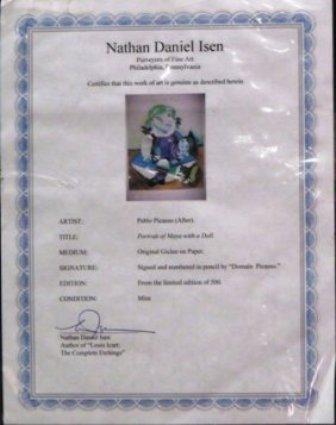 Nathan Daniel Isen
Purveyors of Fine Art
Philadelphia, Pennsylvania
Certifies that this work of art is genuine as described herein
ARTIST: Pablo Picasso (After).
TITLE: Portrait of Maya with a Doll.
MEDIUM: Original Giclee on Paper.
SIGNATURE: Signed and numbered in pencil by "Domain Picasso."
EDITION: From the limited edition of 500.
CONDITION: Mint
Nathan Daniel Isen
Author of "Louis Icart:
The Complete Etchings"